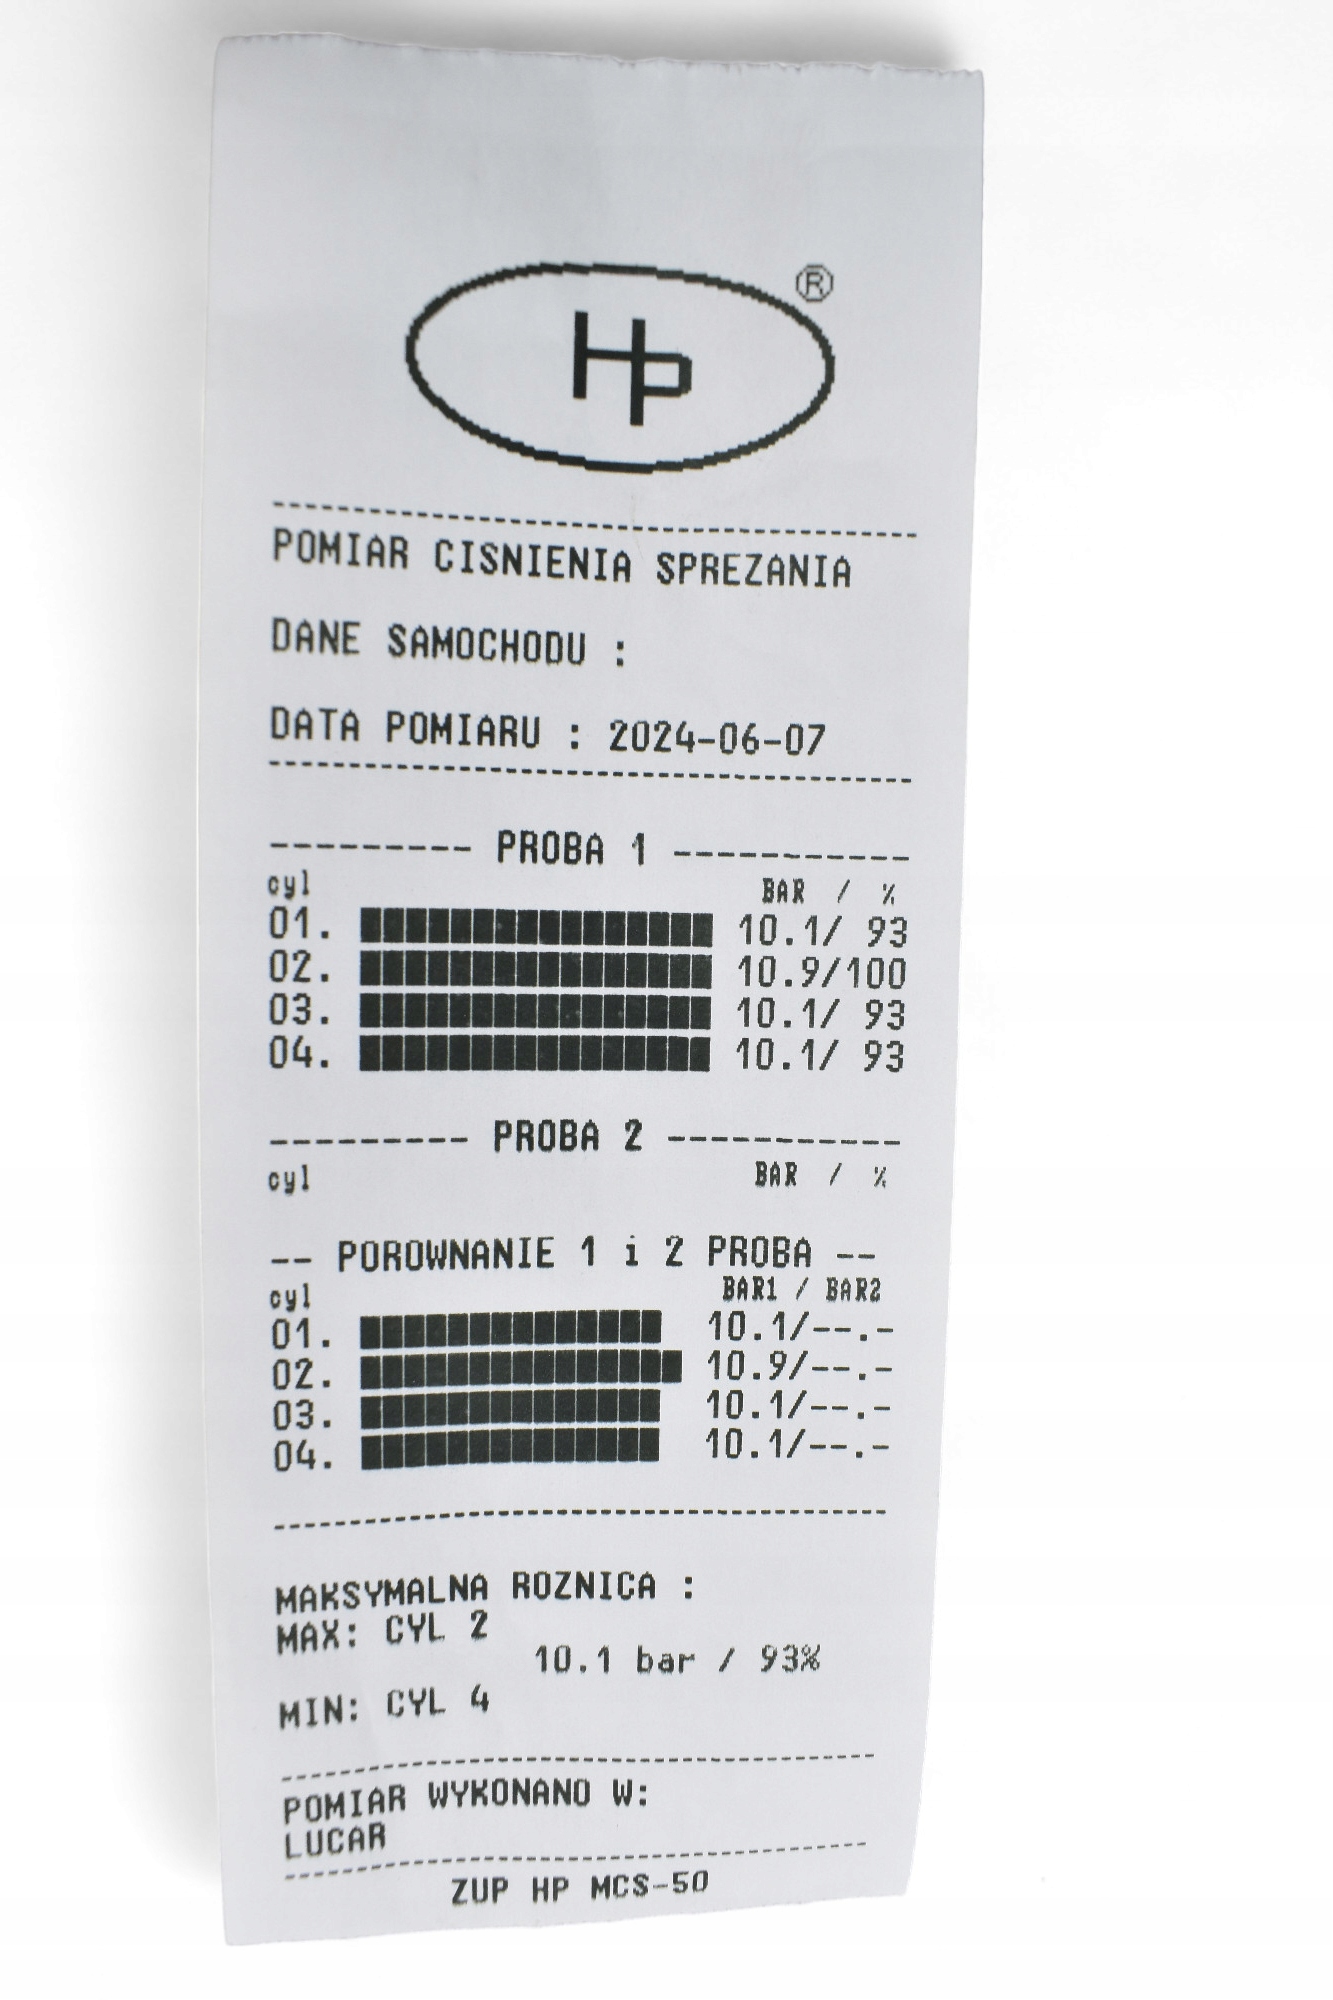 Hp ®
POMIAR CISNIENIA SPREZANIA
DANE SAMOCHODU :
DATA POMIARU : 2024-06-07
--------- PROBA 1 -----------
cyl BAR / %
01. 10.1/ 93
02. 10.9/100
03. 10.1/ 93
04. 10.1/ 93
--------- PROBA 2 -----------
cyl BAR / %
-- POROWNANIE 1 i 2 PROBA --
cyl BAR1 / BAR2
01. 10.1/--.-
02. 10.9/--.-
03. 10.1/--.-
04. 10.1/--.-
MAKSYMALNA ROZNICA :
MAX: CYL 2
10.1 bar / 93%
MIN: CYL 4
POMIAR WYKONANO W:
LUCAR
ZUP HP MCS-50